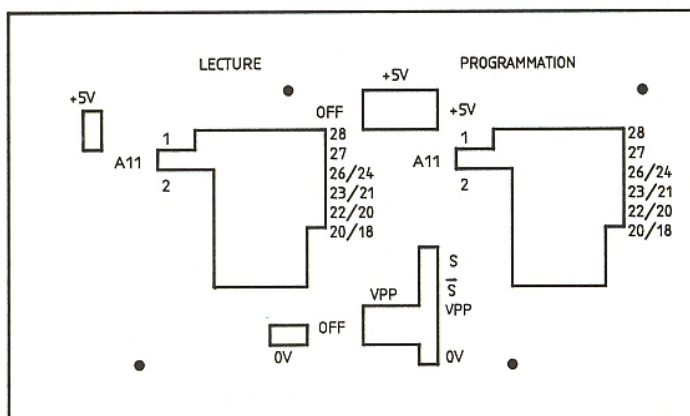 LECTURE
+5V
PROGRAMMATION
+5V
OFF
+5V
1
28
A11
27
2
26/24
23/21
22/20
20/18
1
28
A11
27
2
26/24
23/21
22/20
20/18
S
S̅
VPP
VPP
OFF
0V
0V